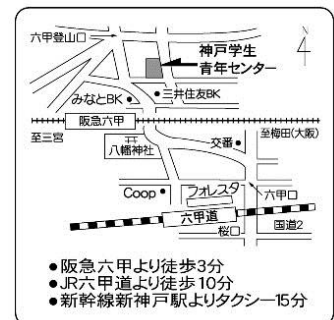 六甲登山口
4
神戸学生
青年センター
みなとBK
三井住友BK
阪急六甲
至三宮
八幡神社
交番
至梅田(大阪)
Coop
フォレスタ
六甲口
六甲道
桜口
国道2
●阪急六甲より徒歩3分
●JR六甲道より徒歩10分
●新幹線新神戸駅よりタクシー15分